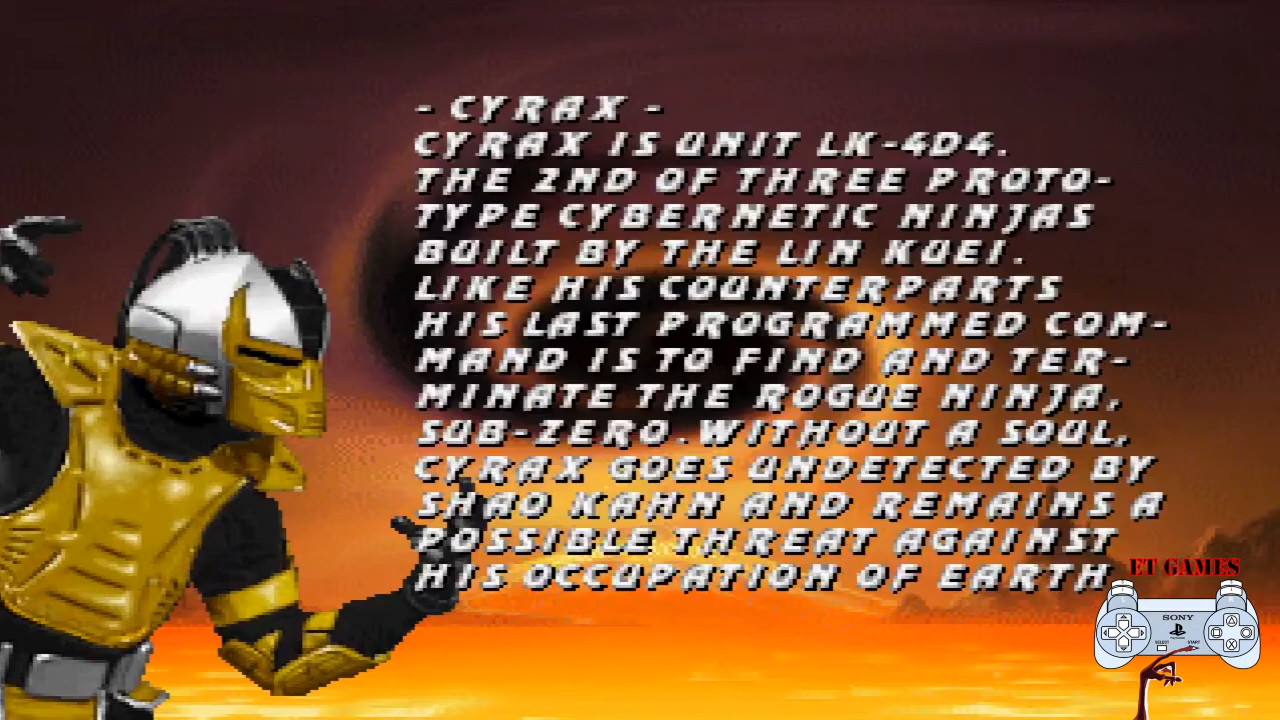 - CYRAX -
CYRAX IS UNIT LK-4D4.
THE 2ND OF THREE PROTO-
TYPE CYBERNETIC NINJAS
BUILT BY THE LIN KUEI.
LIKE HIS COUNTERPARTS
HIS LAST PROGRAMMED COM-
MAND IS TO FIND AND TER-
MINATE THE ROGUE NINJA,
SUB-ZERO. WITHOUT A SOUL,
CYRAX GOES UNDETECTED BY
SHAO KAHN AND REMAINS A
POSSIBLE THREAT AGAINST
HIS OCCUPATION OF EARTH.
ET GAMES
SONY
SELECT START